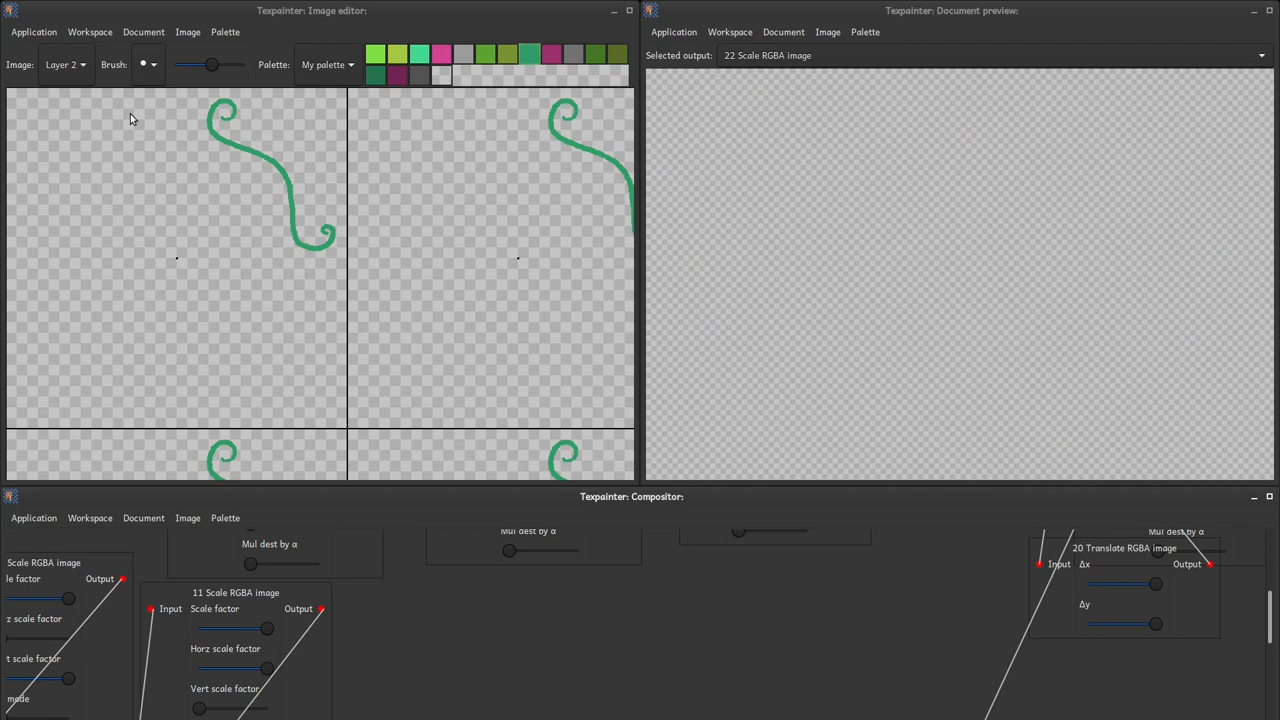 Texpainter: Image editor:
Application Workspace Document Image Palette
Image: Layer 2 Brush: Palette: My palette
Texpainter: Document preview:
Application Workspace Document Image Palette
Selected output: 22 Scale RGBA image
Texpainter: Compositor:
Application Workspace Document Image Palette
Mul dest by α
Mul dest by α
Mul dest by α
Scale RGBA image
le factor Output
z scale factor
t scale factor
mode
11 Scale RGBA image
Input Scale factor Output
Horz scale factor
Vert scale factor
20 Translate RGBA image
Input Δx Output
Δy